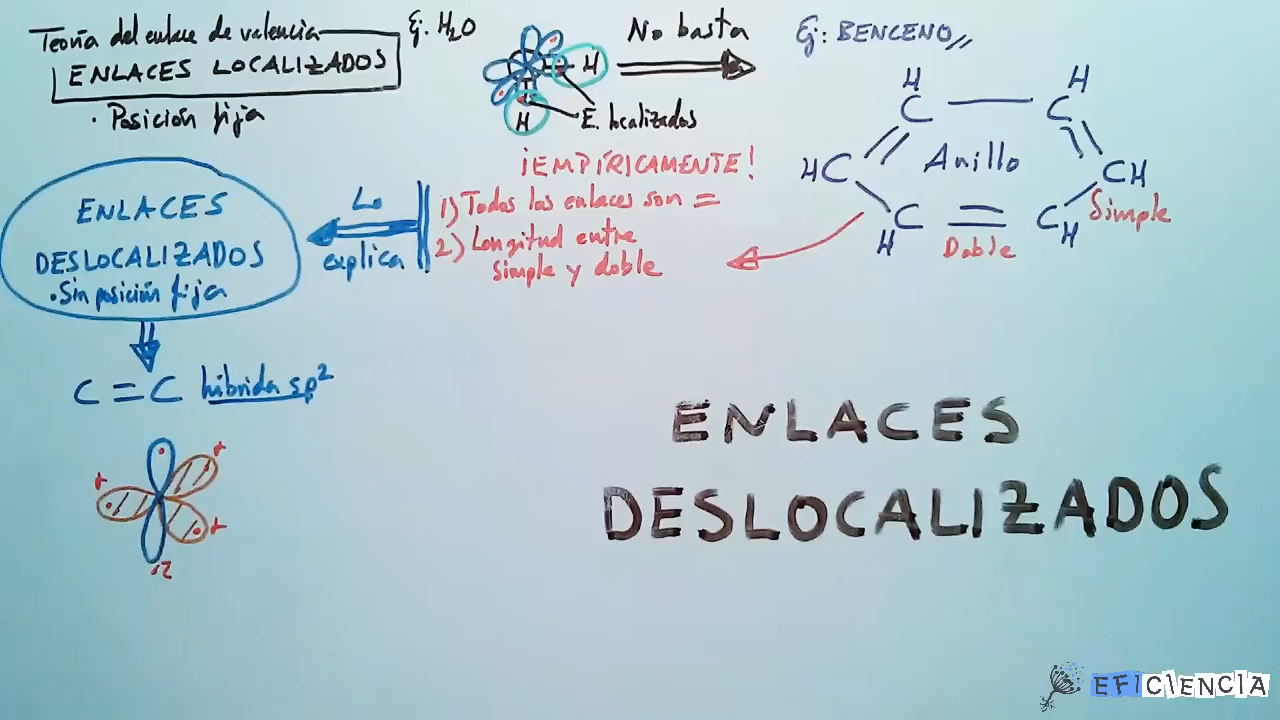 Teoría del enlace de valencia
ENLACES LOCALIZADOS
· Posición fija
Ej: H2O
H
H
E. localizados
No basta
Ej: BENCENO
H
C
H
C
HC
Anillo
CH
C
H
C
H
Simple
Doble
¡EMPÍRICAMENTE!
1) Todos los enlaces son =
2) Longitud entre
simple y doble
Lo
explica
ENLACES
DESLOCALIZADOS
· Sin posición fija
C = C híbrida sp²
ENLACES
DESLOCALIZADOS
EFICIENCIA